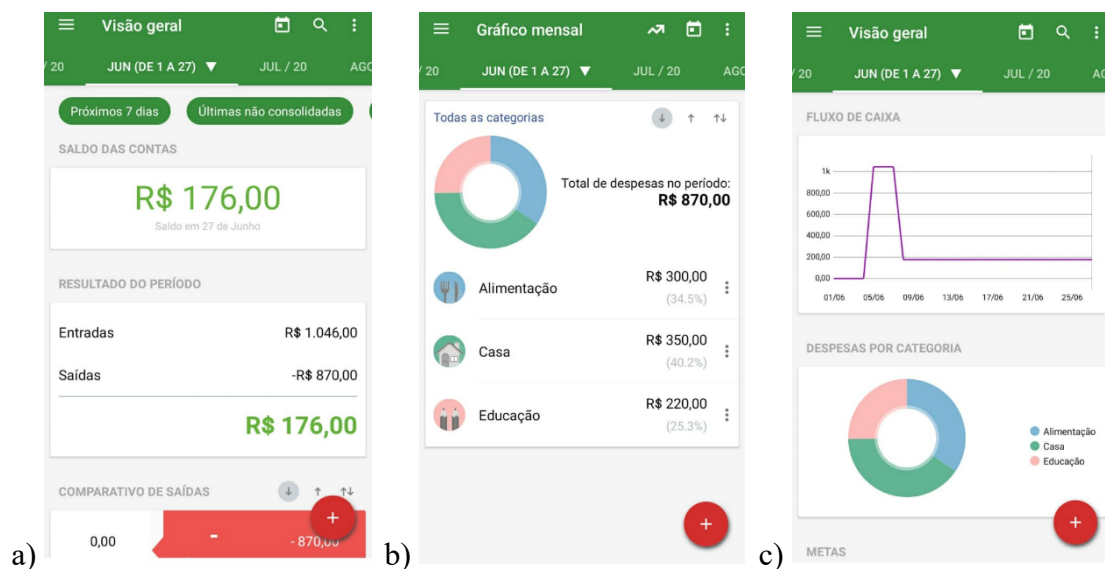 Visão geral
/ 20 JUN (DE 1 A 27) ▼ JUL / 20 AGO
Próximos 7 dias Últimas não consolidadas
SALDO DAS CONTAS
R$ 176,00
Saldo em 27 de Junho
RESULTADO DO PERÍODO
Entradas R$ 1.046,00
Saídas -R$ 870,00
R$ 176,00
COMPARATIVO DE SAÍDAS
0,00 - - 870,00
+
a)
Gráfico mensal
/ 20 JUN (DE 1 A 27) ▼ JUL / 20 AGO
Todas as categorias
Total de despesas no período:
R$ 870,00
Alimentação R$ 300,00
(34.5%)
Casa R$ 350,00
(40.2%)
Educação R$ 220,00
(25.3%)
+
b)
Visão geral
/ 20 JUN (DE 1 A 27) ▼ JUL / 20 AG
FLUXO DE CAIXA
1k
800,00
600,00
400,00
200,00
0,00
01/06 05/06 09/06 13/06 17/06 21/06 25/06
DESPESAS POR CATEGORIA
Alimentação
Casa
Educação
+
METAS
c)